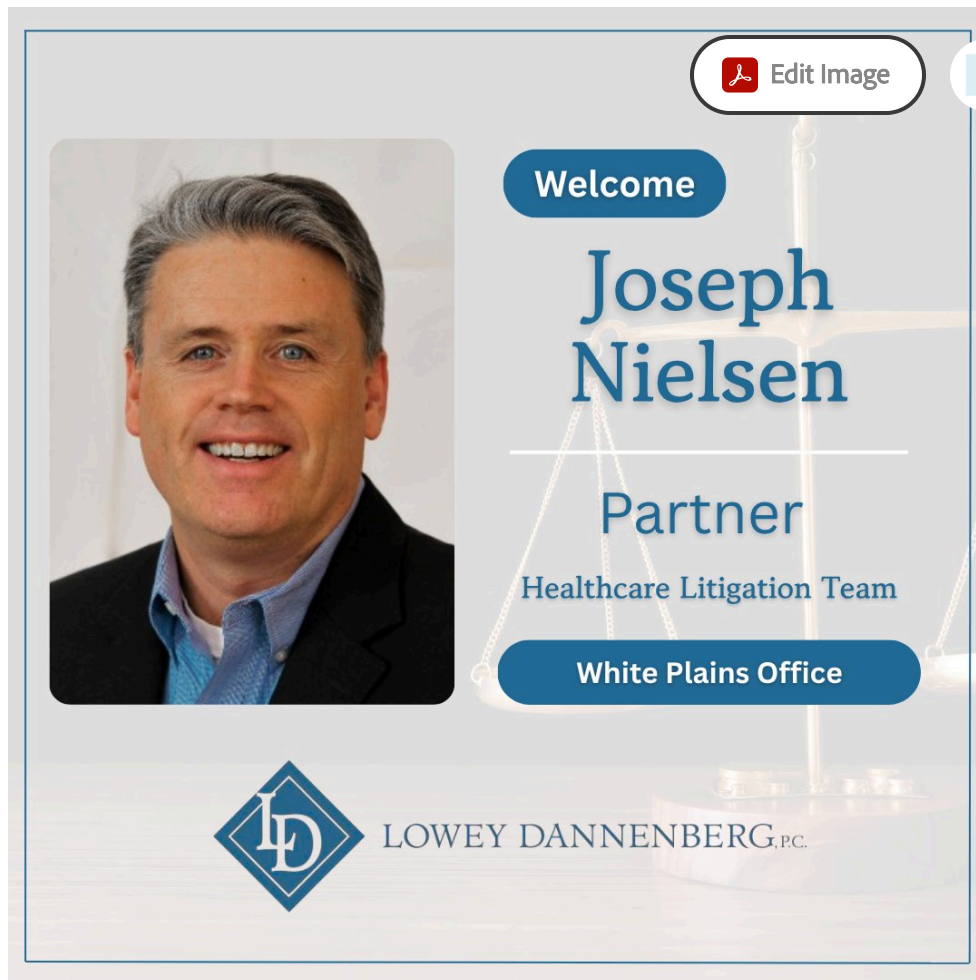 Edit Image
Welcome
Joseph
Nielsen
Partner
Healthcare Litigation Team
White Plains Office
LD
LOWEY DANNENBERG, P.C.